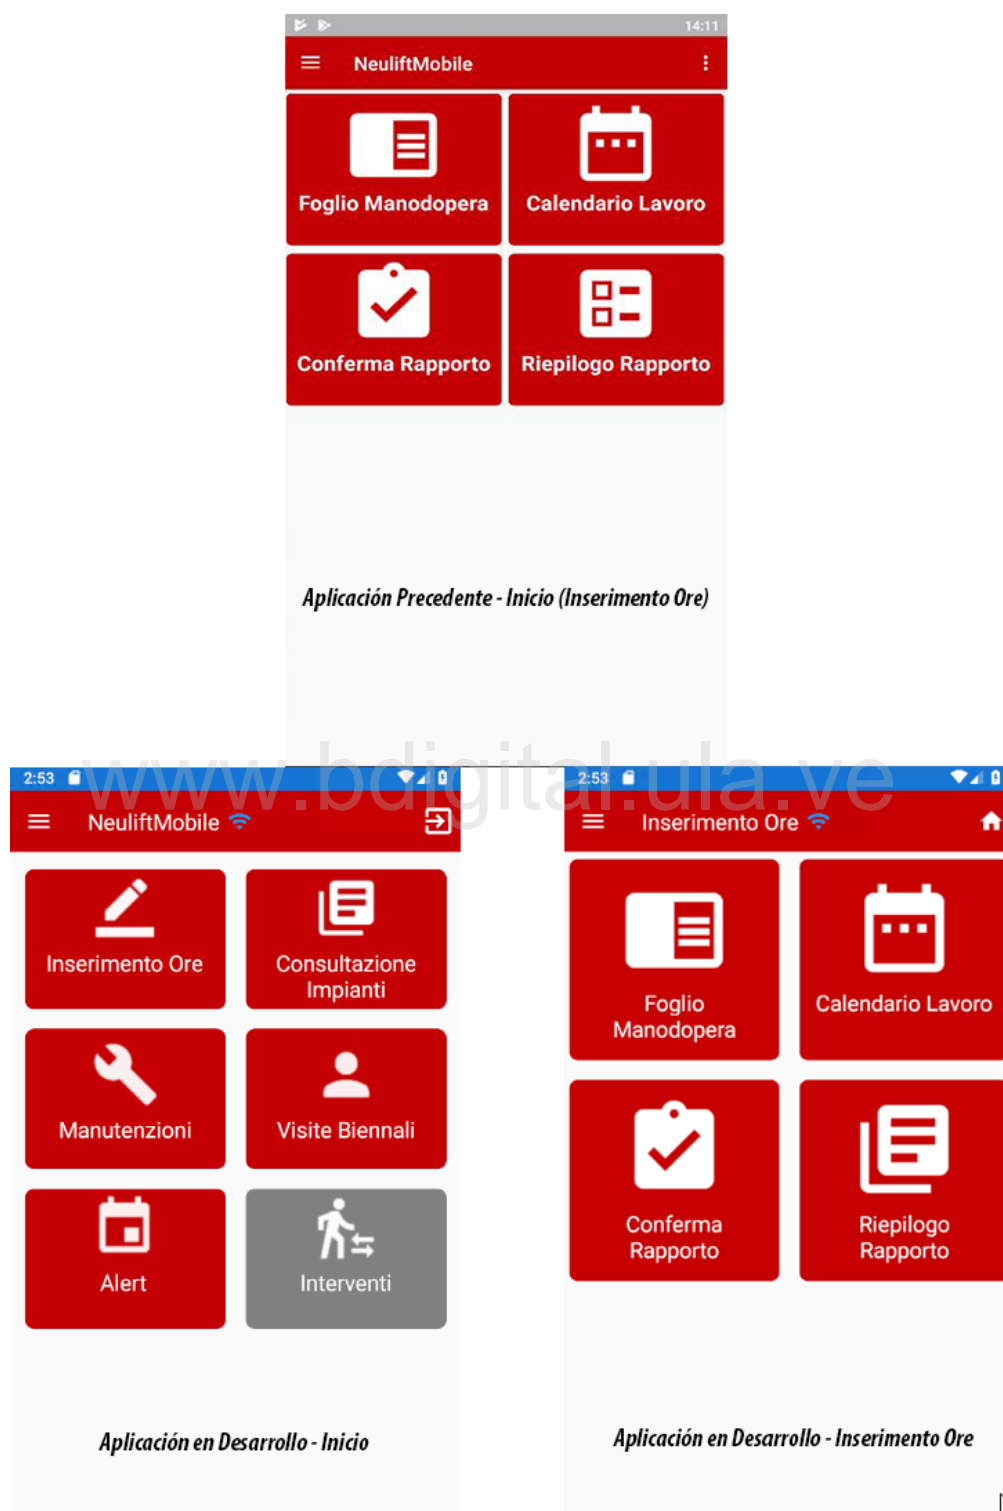 14:11
NeuliftMobile
Foglio Manodopera
Calendario Lavoro
Conferma Rapporto
Riepilogo Rapporto
Aplicación Precedente - Inicio (Inserimento Ore)
www.bdigital.ula.ve
2:53
NeuliftMobile
Inserimento Ore
Consultazione
Impianti
Manutenzioni
Visite Biennali
Alert
Interventi
Aplicación en Desarrollo - Inicio
2:53
Inserimento Ore
Foglio
Manodopera
Calendario Lavoro
Conferma
Rapporto
Riepilogo
Rapporto
Aplicación en Desarrollo - Inserimento Ore